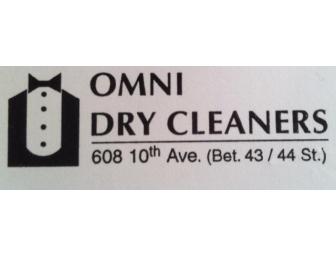 OMNI
DRY CLEANERS
608 10th Ave. (Bet. 43 / 44 St.)